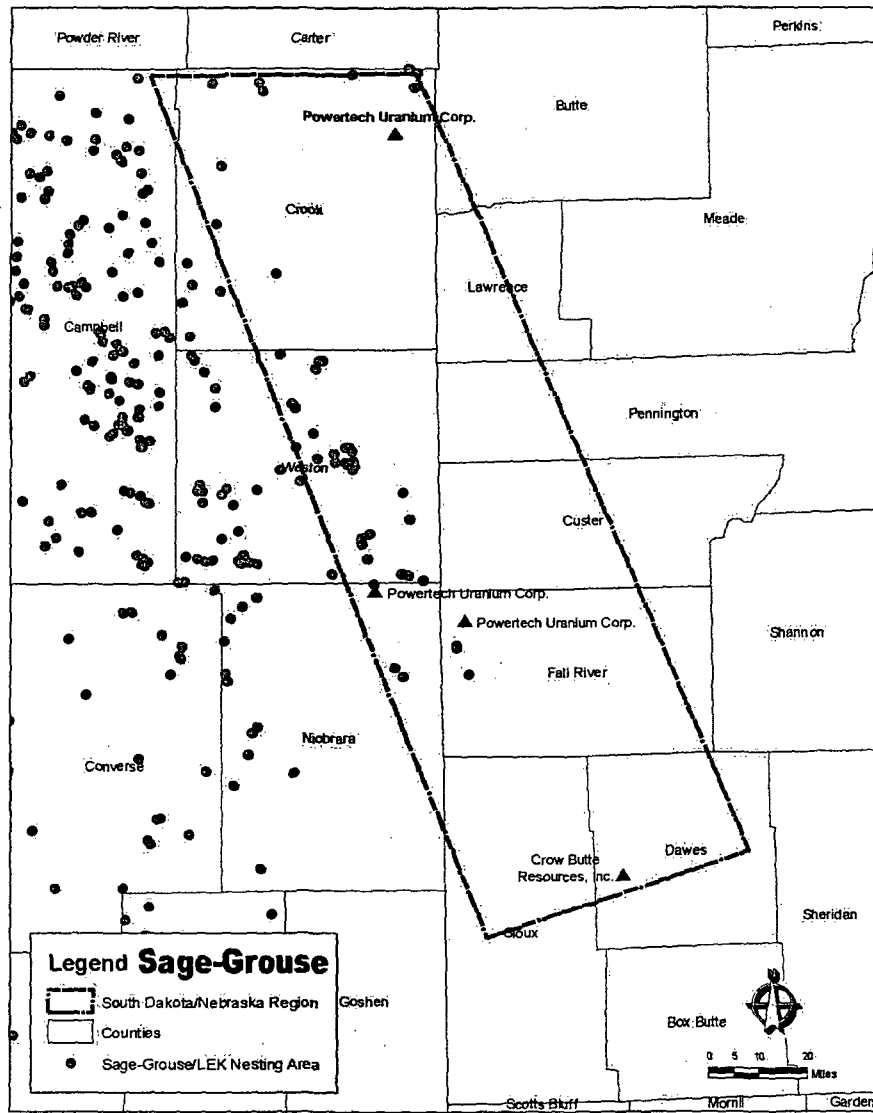 Powder River
Carter
Perkins
Powertech Uranium Corp.
Butte
Crook
Meade
Lawrence
Campbell
Pennington
Weston
Custer
Powertech Uranium Corp.
Powertech Uranium Corp.
Shannon
Fall River
Niobrara
Converse
Crow Butte
Resources, Inc.
Dawes
Sheridan
Sioux
Legend Sage-Grouse
South Dakota/Nebraska Region
Goshen
Counties
Sage-Grouse/LEK Nesting Area
Box Butte
N
0 5 10 20
Miles
Scotts Bluff
Morrill
Garden